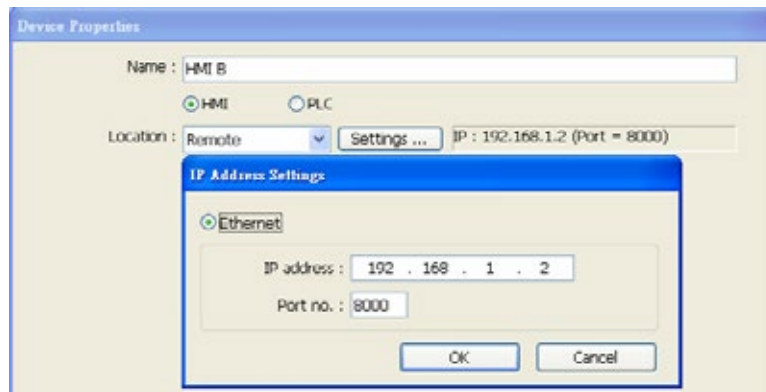 Device Properties
Name : HMI B
HMI PLC
Location : Remote Settings ... IP : 192.168.1.2 (Port = 8000)
IP Address Settings
Ethernet
IP address : 192 . 168 . 1 . 2
Port no. : 8000
OK Cancel